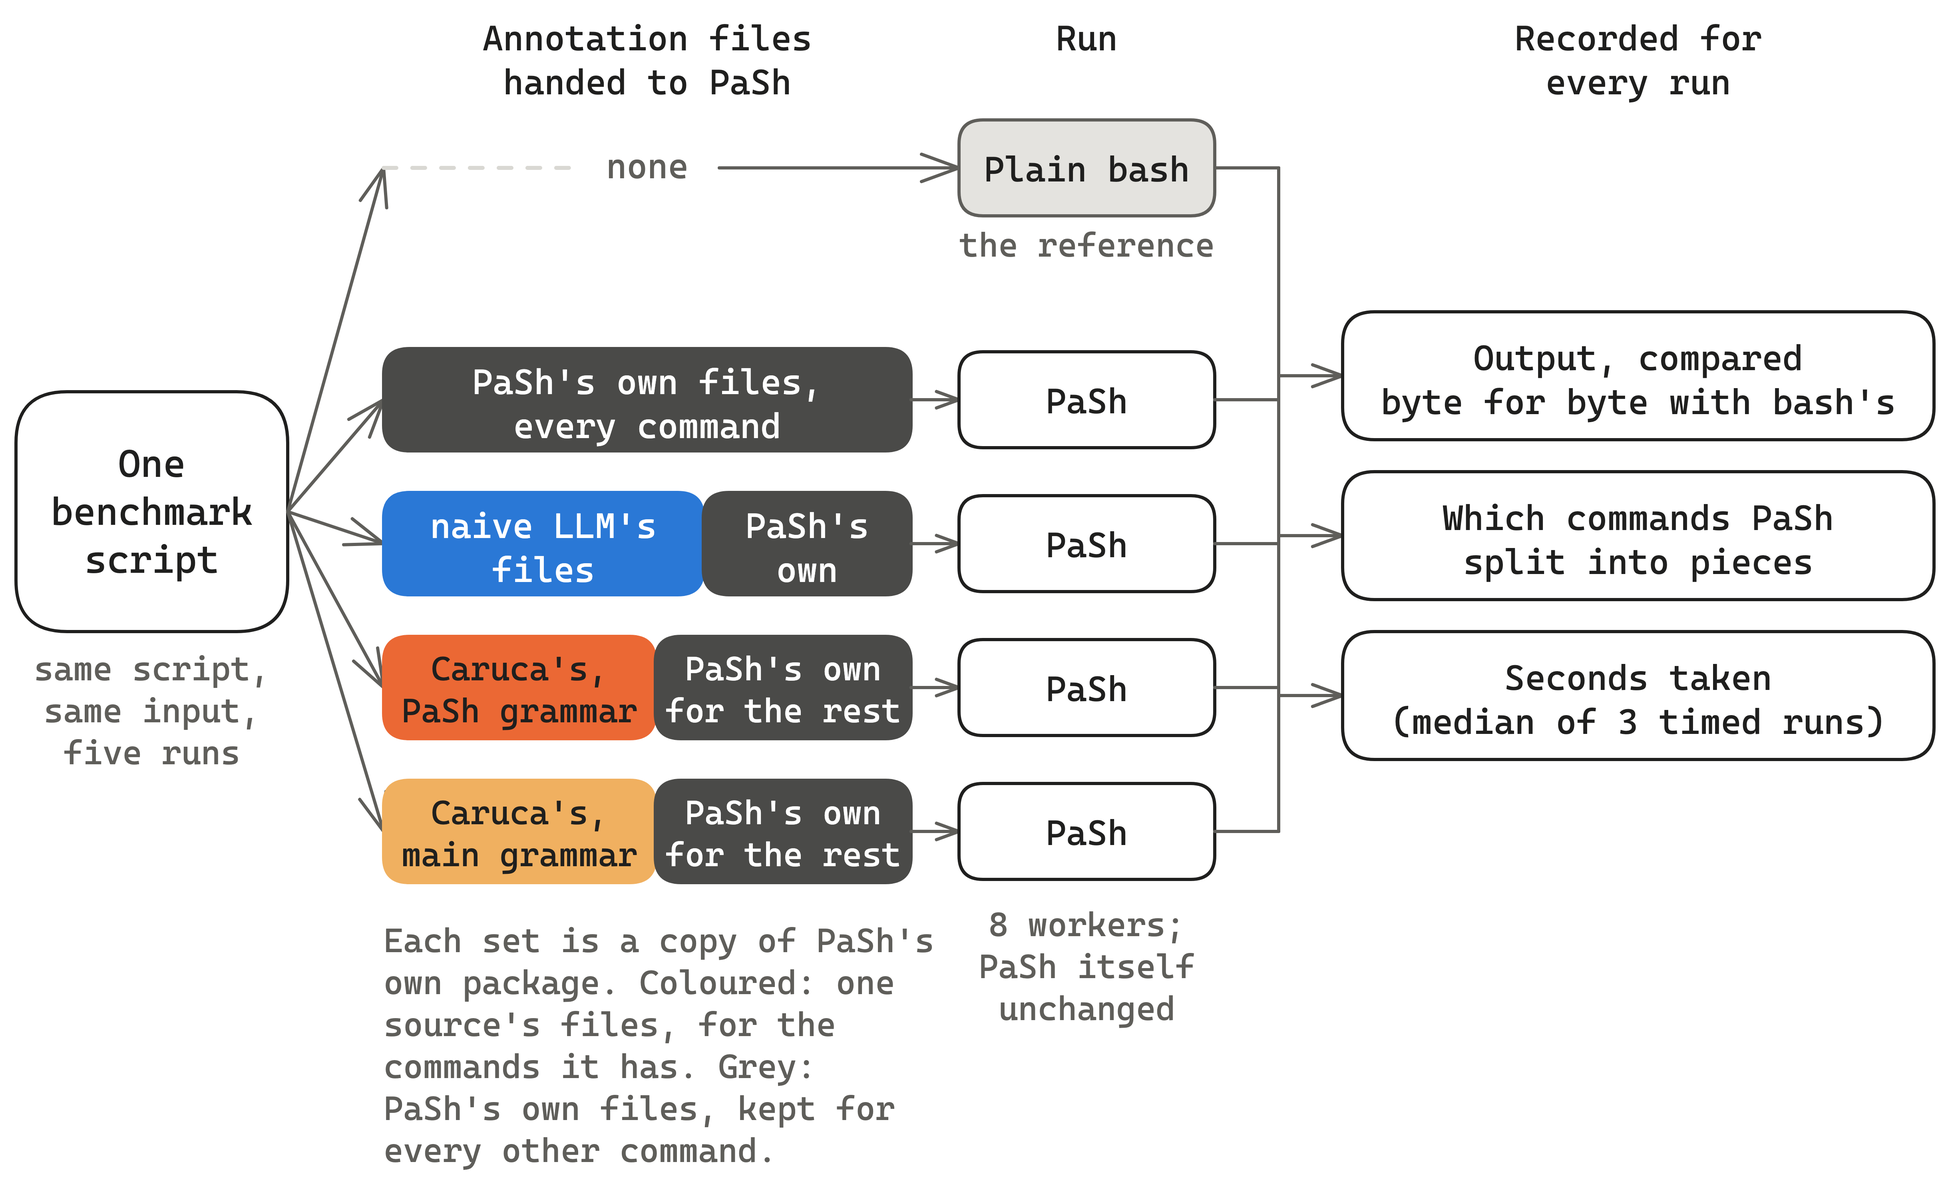 Annotation files
handed to PaSh
Run
Recorded for
every run
none
Plain bash
the reference
One
benchmark
script
same script,
same input,
five runs
PaSh's own files,
every command
PaSh
naive LLM's
files
PaSh's
own
PaSh
Caruca's,
PaSh grammar
PaSh's own
for the rest
PaSh
Caruca's,
main grammar
PaSh's own
for the rest
PaSh
Output, compared
byte for byte with bash's
Which commands PaSh
split into pieces
Seconds taken
(median of 3 timed runs)
Each set is a copy of PaSh's
own package. Coloured: one
source's files, for the
commands it has. Grey:
PaSh's own files, kept for
every other command.
8 workers;
PaSh itself
unchanged